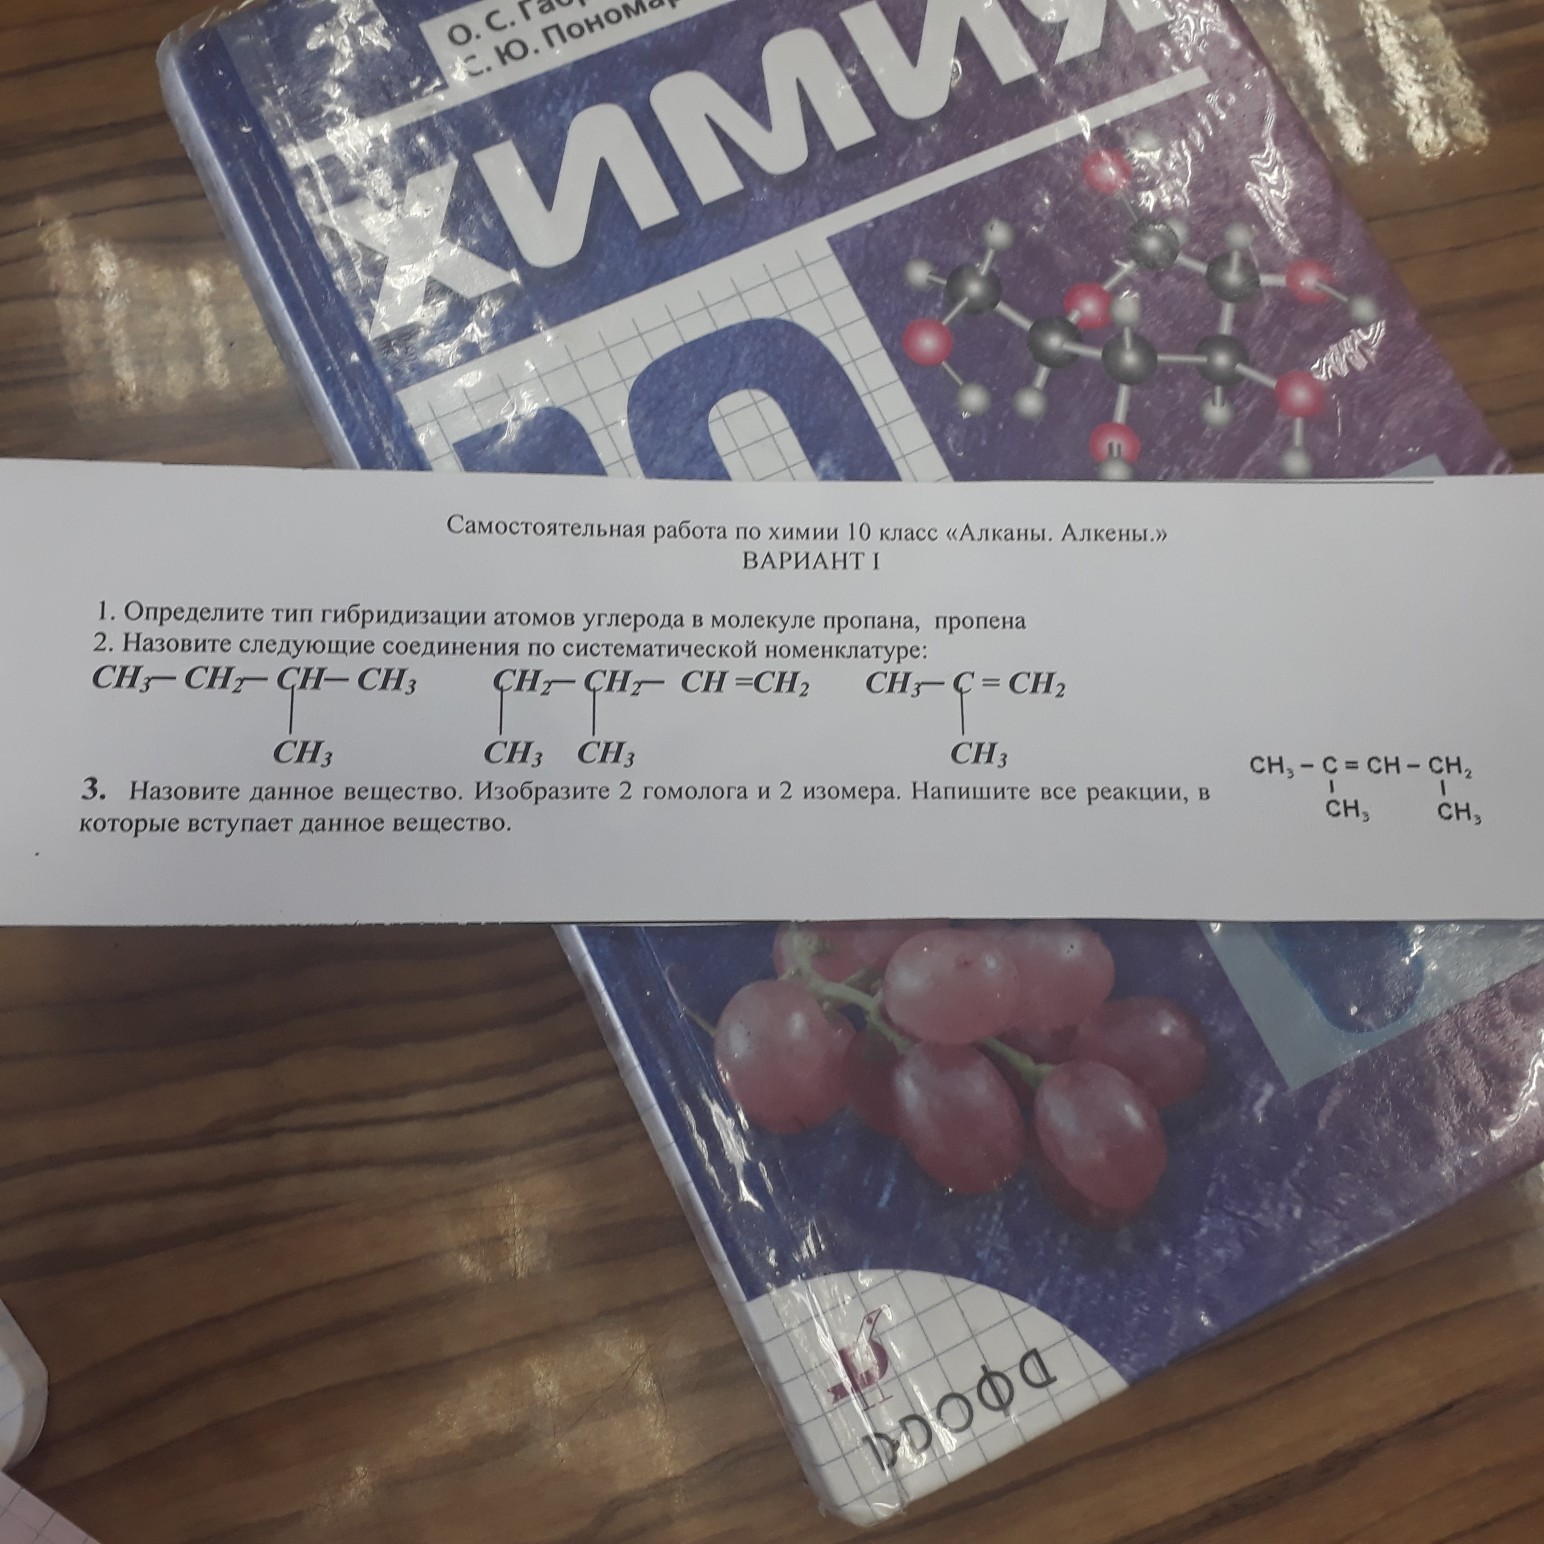 О. С. Габр
С. Ю. Пономар
ХИМИЯ
10
Самостоятельная работа по химии 10 класс «Алканы. Алкены.»
ВАРИАНТ I
1. Определите тип гибридизации атомов углерода в молекуле пропана, пропена
2. Назовите следующие соединения по систематической номенклатуре:
CH₃– CH₂– CH– CH₃ CH₂– CH₂– CH =CH₂ CH₃– C = CH₂
CH₃ CH₃ CH₃ CH₃
3. Назовите данное вещество. Изобразите 2 гомолога и 2 изомера. Напишите все реакции, в
которые вступает данное вещество.
CH₃ – C = CH – CH₂
CH₃ CH₃
ДРОФА